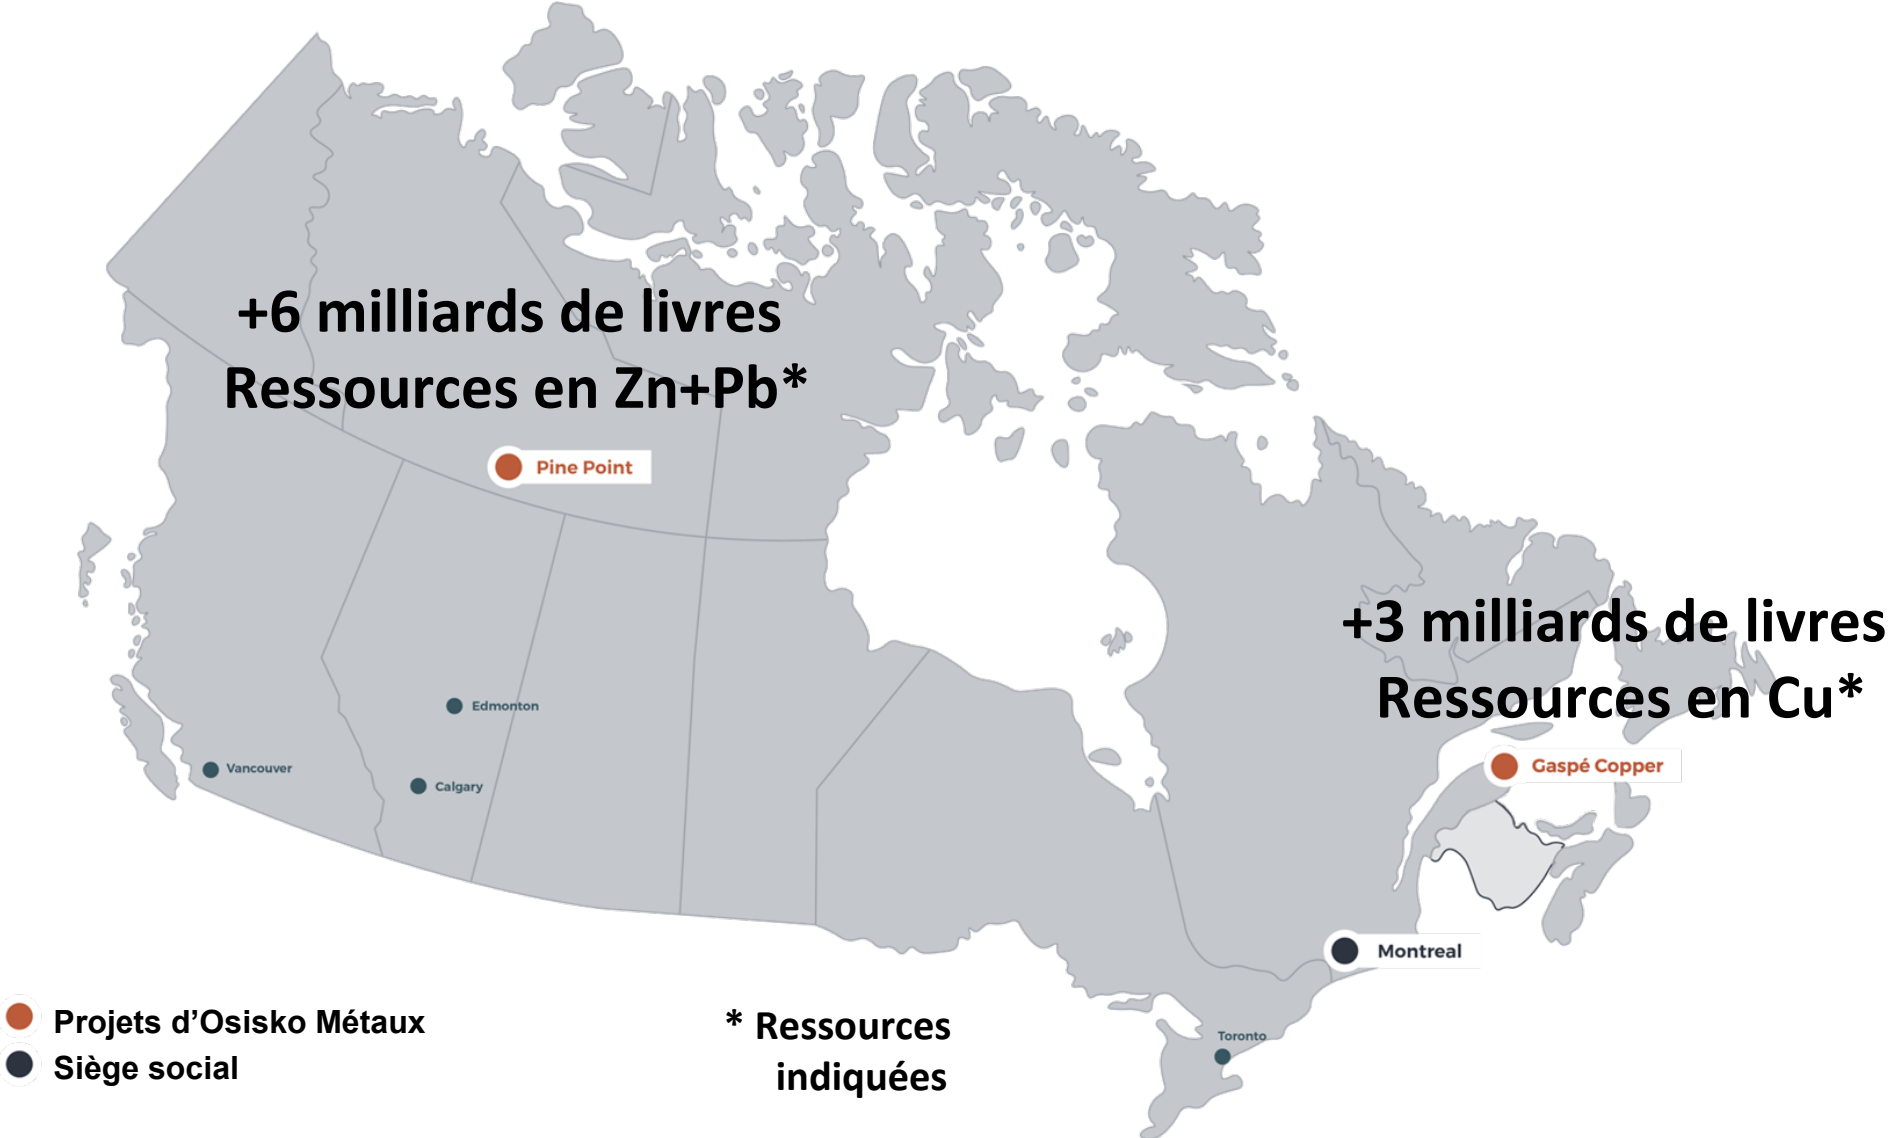 +6 milliards de livres
Ressources en Zn+Pb*
Pine Point
+3 milliards de livres
Ressources en Cu*
Edmonton
Vancouver
Calgary
Gaspé Copper
Montreal
Projets d’Osisko Métaux
Siège social
* Ressources
indiquées
Toronto